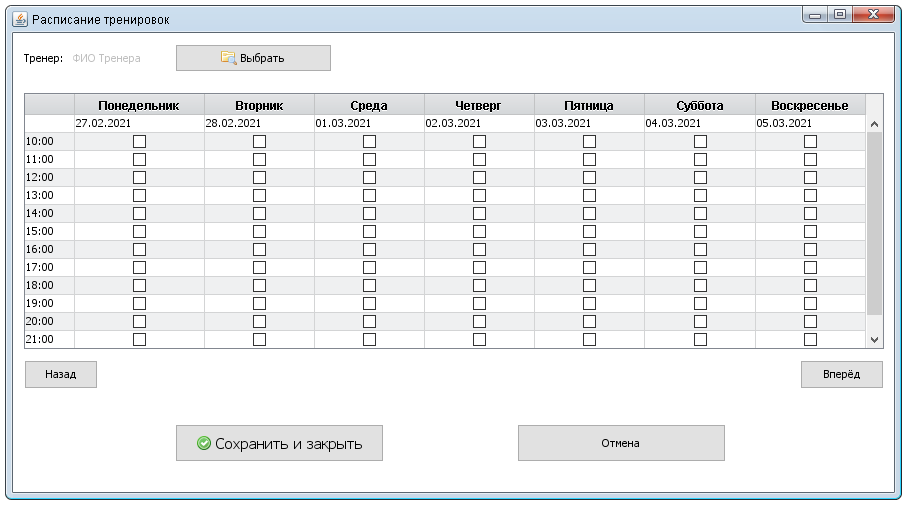 Расписание тренировок
Тренер: ФИО Тренера Выбрать
Понедельник Вторник Среда Четверг Пятница Суббота Воскресенье
27.02.2021 28.02.2021 01.03.2021 02.03.2021 03.03.2021 04.03.2021 05.03.2021
10:00
11:00
12:00
13:00
14:00
15:00
16:00
17:00
18:00
19:00
20:00
21:00
Назад Вперёд
Сохранить и закрыть Отмена